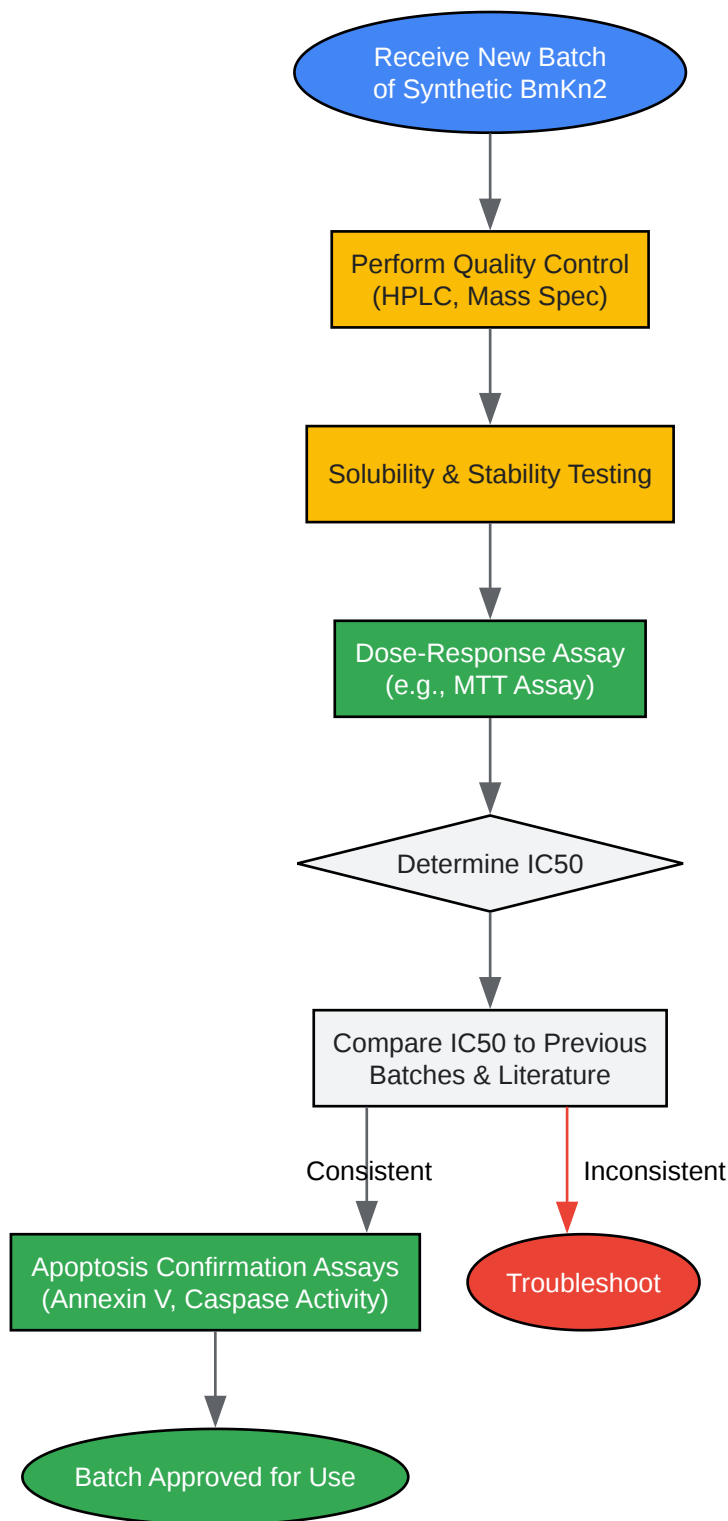 Receive New Batch
of Synthetic BmKn2
Perform Quality Control
(HPLC, Mass Spec)
Solubility & Stability Testing
Dose-Response Assay
(e.g., MTT Assay)
Determine IC50
Compare IC50 to Previous
Batches & Literature
Consistent
Inconsistent
Apoptosis Confirmation Assays
(Annexin V, Caspase Activity)
Troubleshoot
Batch Approved for Use